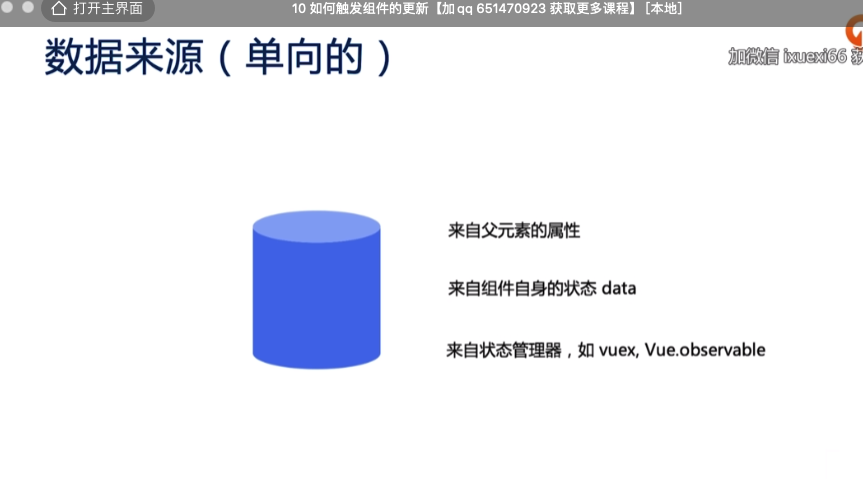 打开主界面
10 如何触发组件的更新【加qq 651470923 获取更多课程】 [本地]
数据来源（单向的）
加微信 ixuexi66 获
来自父元素的属性
来自组件自身的状态 data
来自状态管理器，如 vuex, Vue.observable